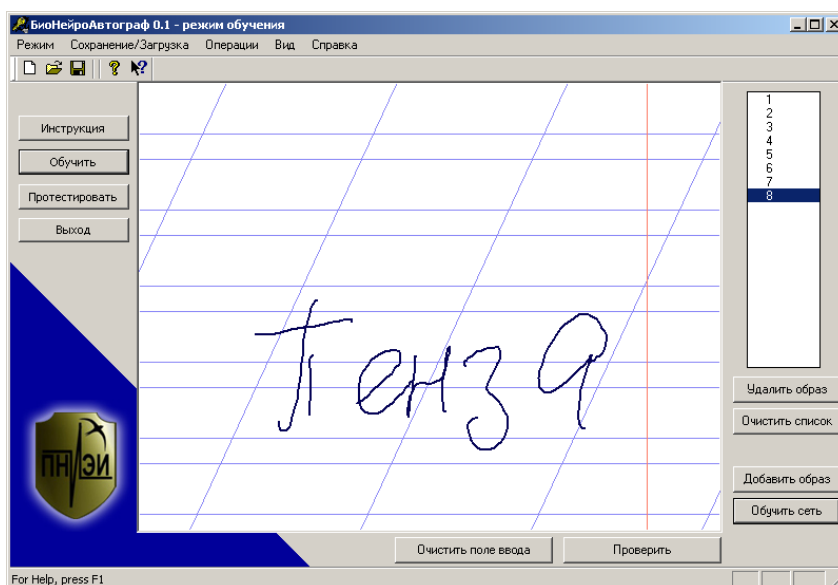 БиоНейроАвтограф 0.1 - режим обучения
Режим Сохранение/Загрузка Операции Вид Справка
Инструкция
Обучить
Протестировать
Выход
1
2
3
4
5
6
7
8
Пенза
Удалить образ
Очистить список
Добавить образ
Обучить сеть
ПНИЭИ
Очистить поле ввода Проверить
For Help, press F1